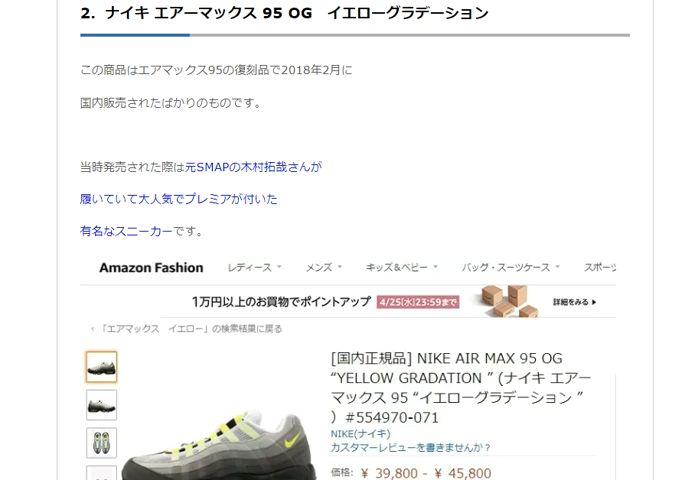 2. ナイキ エアーマックス 95 OG　イエローグラデーション
この商品はエアマックス95の復刻品で2018年2月に
国内販売されたばかりのものです。
当時発売された際は元SMAPの木村拓哉さんが
履いていて大人気でプレミアが付いた
有名なスニーカーです。
Amazon Fashion レディース メンズ キッズ＆ベビー バッグ・スーツケース スポーツ
1万円以上のお買物でポイントアップ 4/25[水]23:59まで 詳細をみる ▶
‹ 「エアマックス　イエロー」の検索結果に戻る
[国内正規品] NIKE AIR MAX 95 OG
“YELLOW GRADATION ” (ナイキ エアー
マックス 95 “イエローグラデーション ”
）#554970-071
NIKE(ナイキ)
カスタマーレビューを書きませんか？
価格: ￥ 39,800 - ￥ 45,800